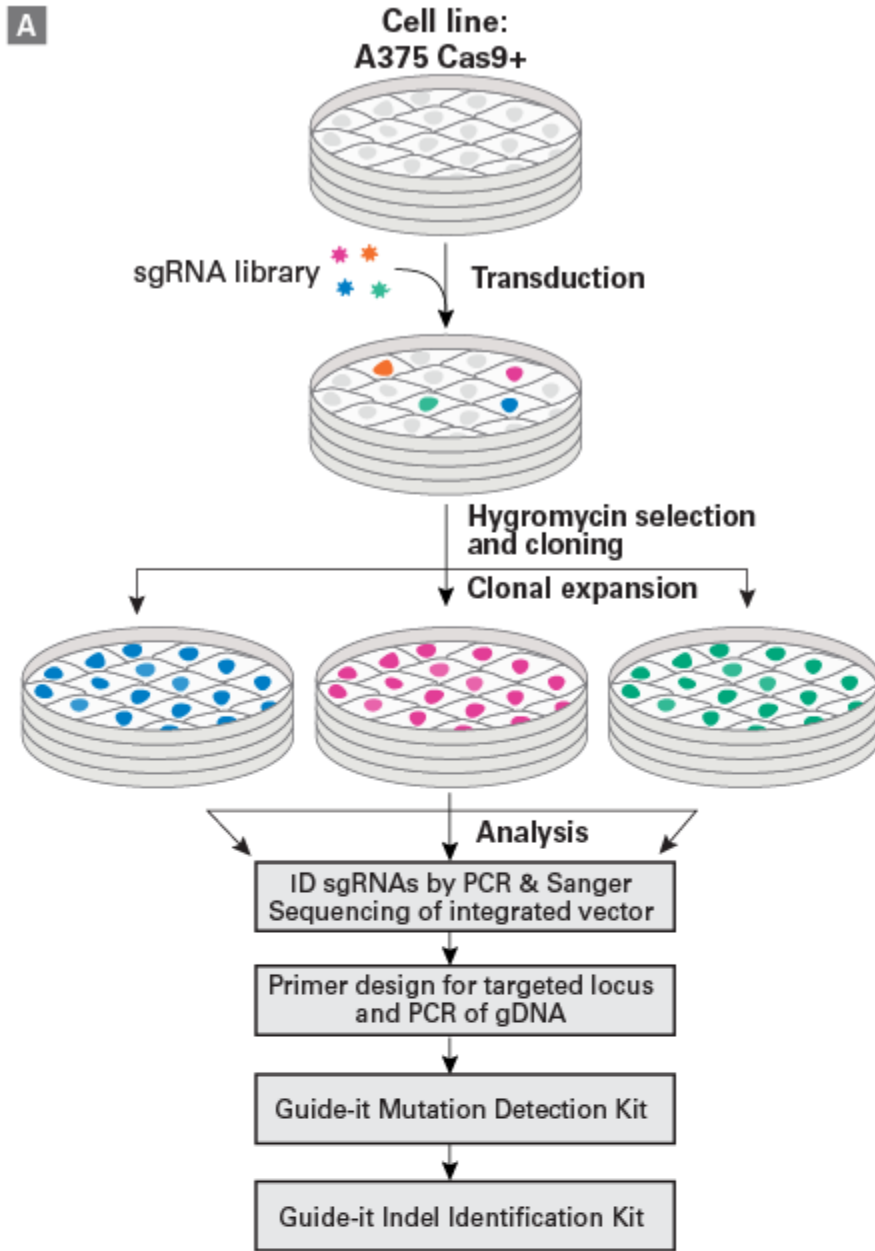 A
Cell line:
A375 Cas9+
sgRNA library
Transduction
Hygromycin selection
and cloning
Clonal expansion
Analysis
ID sgRNAs by PCR & Sanger
Sequencing of integrated vector
Primer design for targeted locus
and PCR of gDNA
Guide-it Mutation Detection Kit
Guide-it Indel Identification Kit